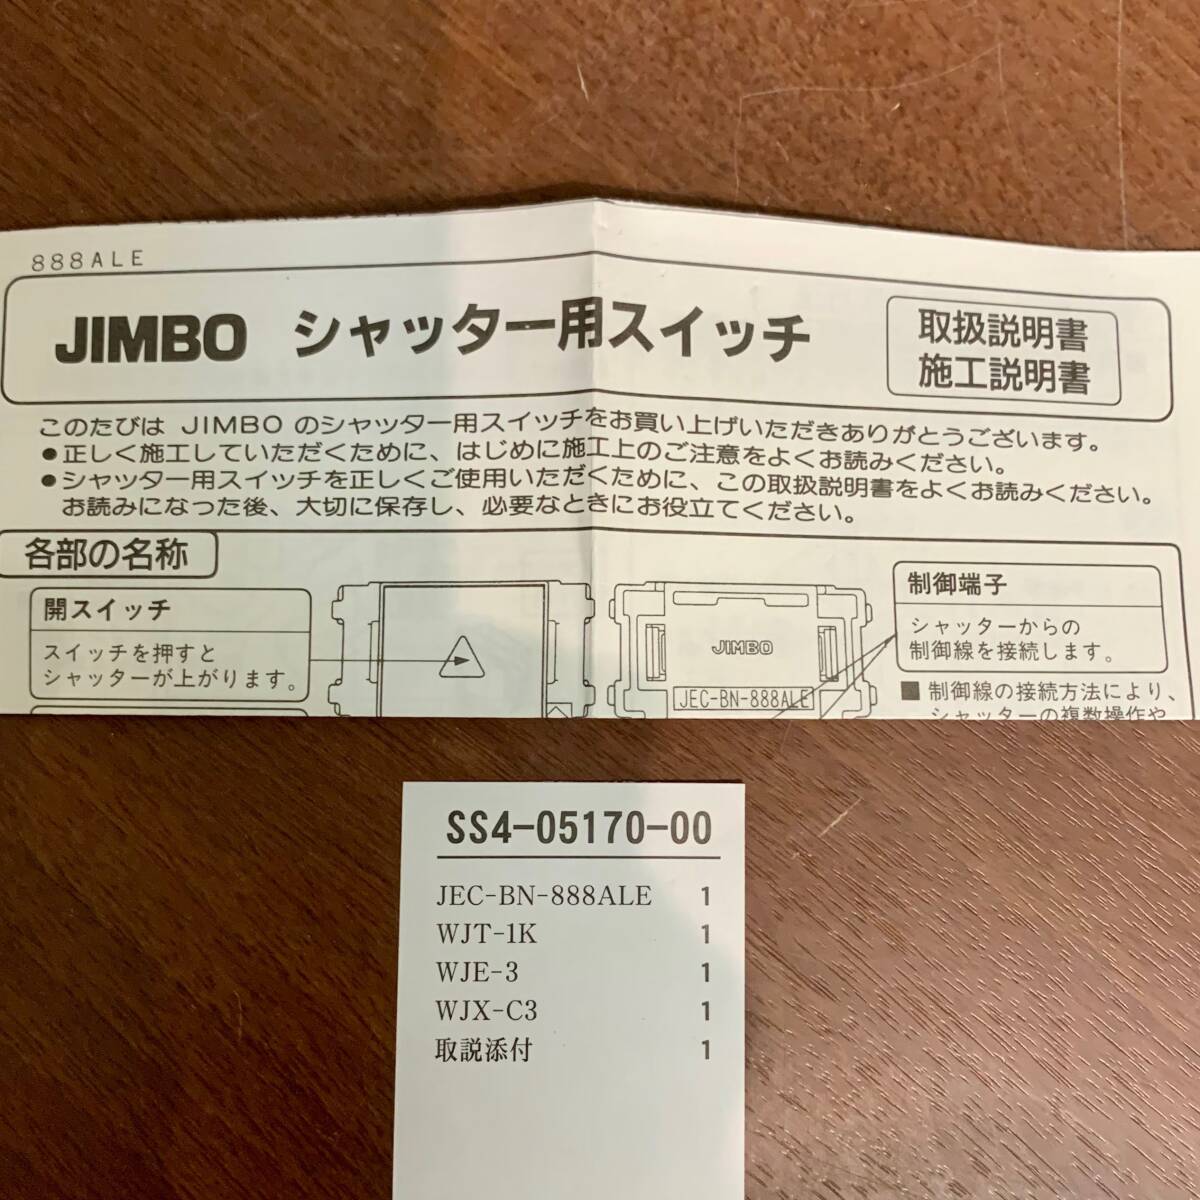 888ALE
JIMBO シャッター用スイッチ
取扱説明書
施工説明書
このたびは JIMBO のシャッター用スイッチをお買い上げいただきありがとうございます。
●正しく施工していただくために、はじめに施工上のご注意をよくお読みください。
●シャッター用スイッチを正しくご使用いただくために、この取扱説明書をよくお読みください。
お読みになった後、大切に保存し、必要なときにお役立てください。
各部の名称
開スイッチ
スイッチを押すと
シャッターが上がります。
JIMBO
JEC-BN-888ALE
制御端子
シャッターからの
制御線を接続します。
■ 制御線の接続方法により、
シャッターの複数操作や
SS4-05170-00
JEC-BN-888ALE 1
WJT-1K 1
WJE-3 1
WJX-C3 1
取説添付 1